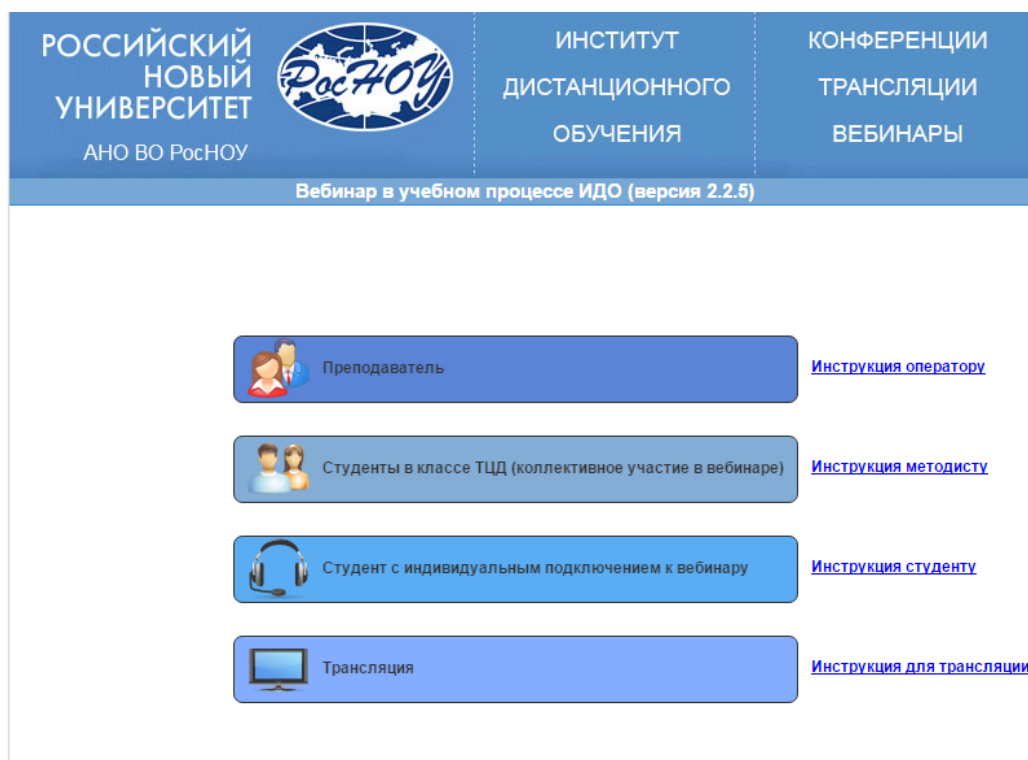 РОССИЙСКИЙ
НОВЫЙ
УНИВЕРСИТЕТ
АНО ВО РосНОУ
РосНОУ
ИНСТИТУТ
ДИСТАНЦИОННОГО
ОБУЧЕНИЯ
КОНФЕРЕНЦИИ
ТРАНСЛЯЦИИ
ВЕБИНАРЫ
Вебинар в учебном процессе ИДО (версия 2.2.5)
Преподаватель
Инструкция оператору
Студенты в классе ТЦД (коллективное участие в вебинаре)
Инструкция методисту
Студент с индивидуальным подключением к вебинару
Инструкция студенту
Трансляция
Инструкция для трансляции